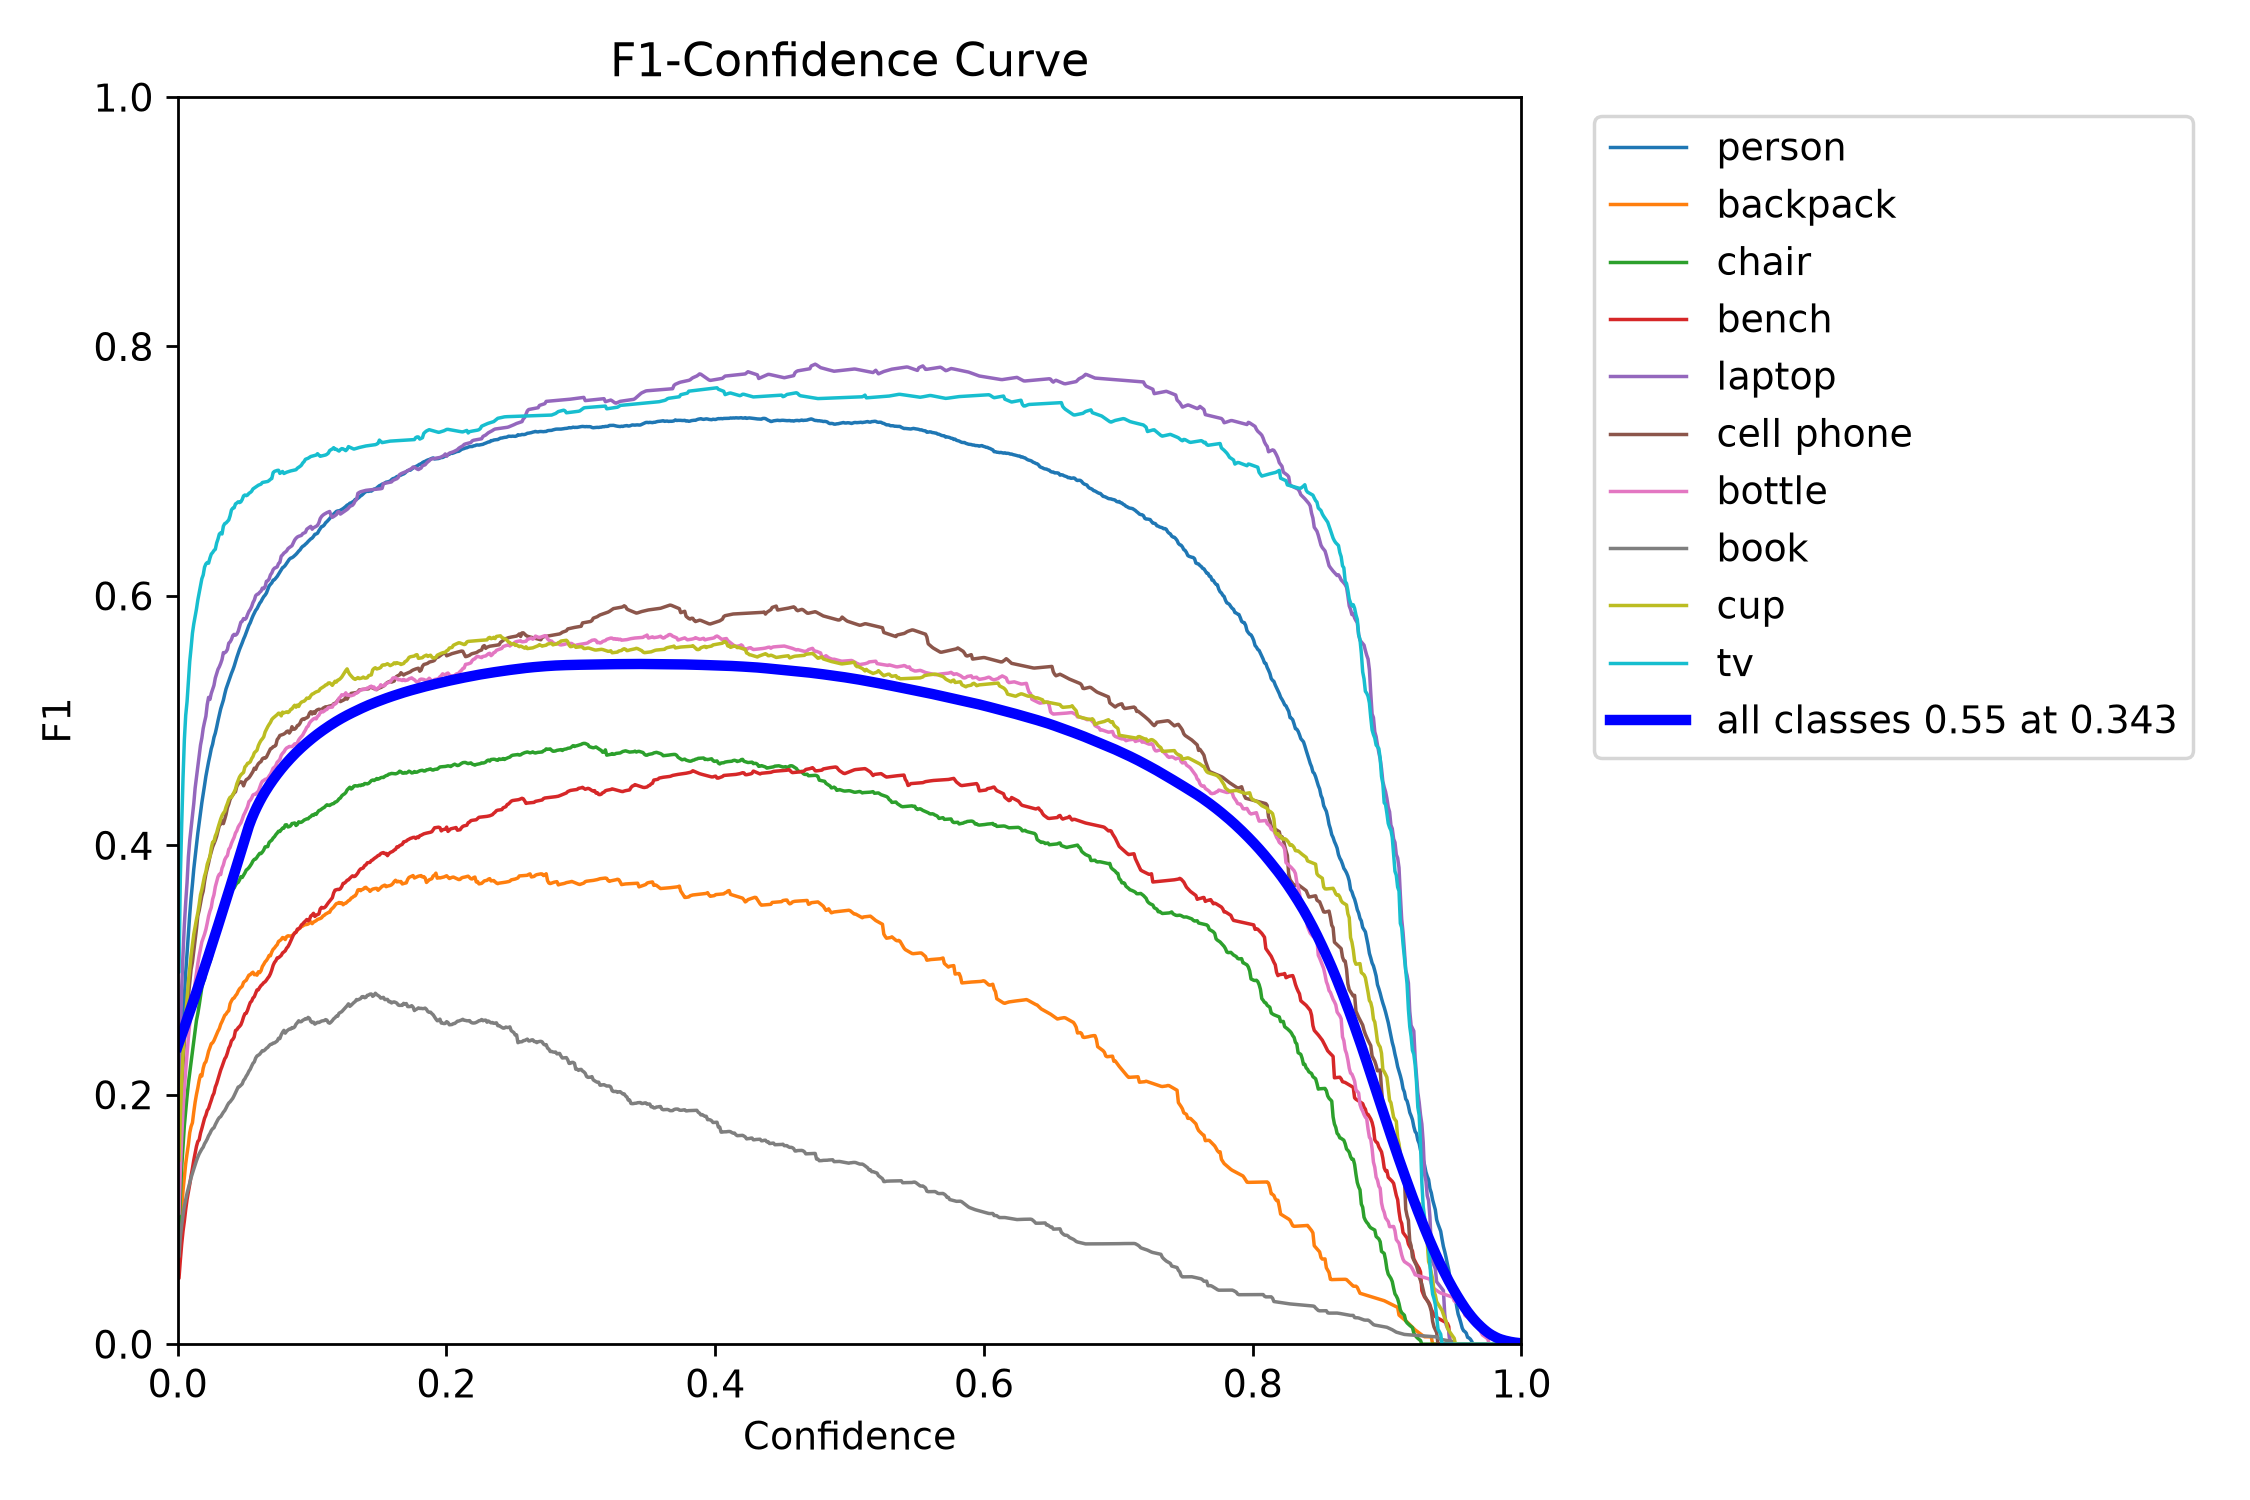 F1-Confidence Curve
1.0
0.8
0.6
0.4
0.2
0.0
F1
0.0 0.2 0.4 0.6 0.8 1.0
Confidence
person
backpack
chair
bench
laptop
cell phone
bottle
book
cup
tv
all classes 0.55 at 0.343